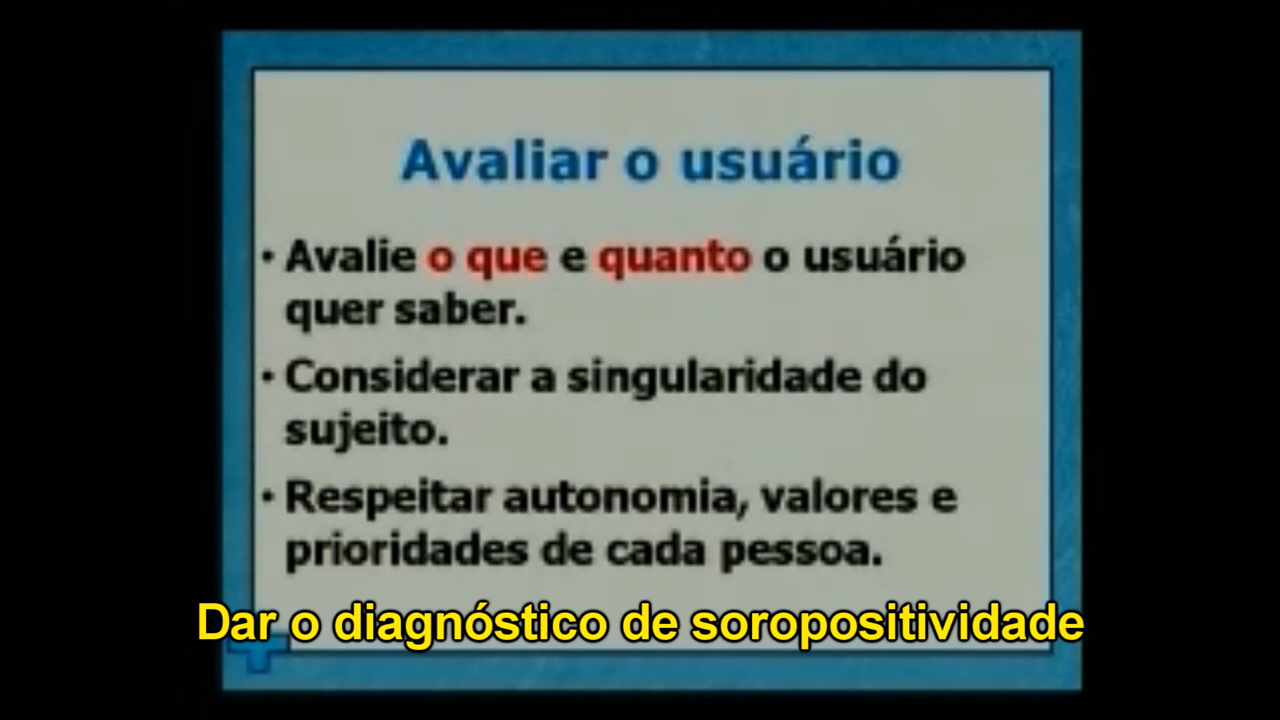 Avaliar o usuário
• Avalie o que e quanto o usuário
quer saber.
• Considerar a singularidade do
sujeito.
• Respeitar autonomia, valores e
prioridades de cada pessoa.
Dar o diagnóstico de soropositividade